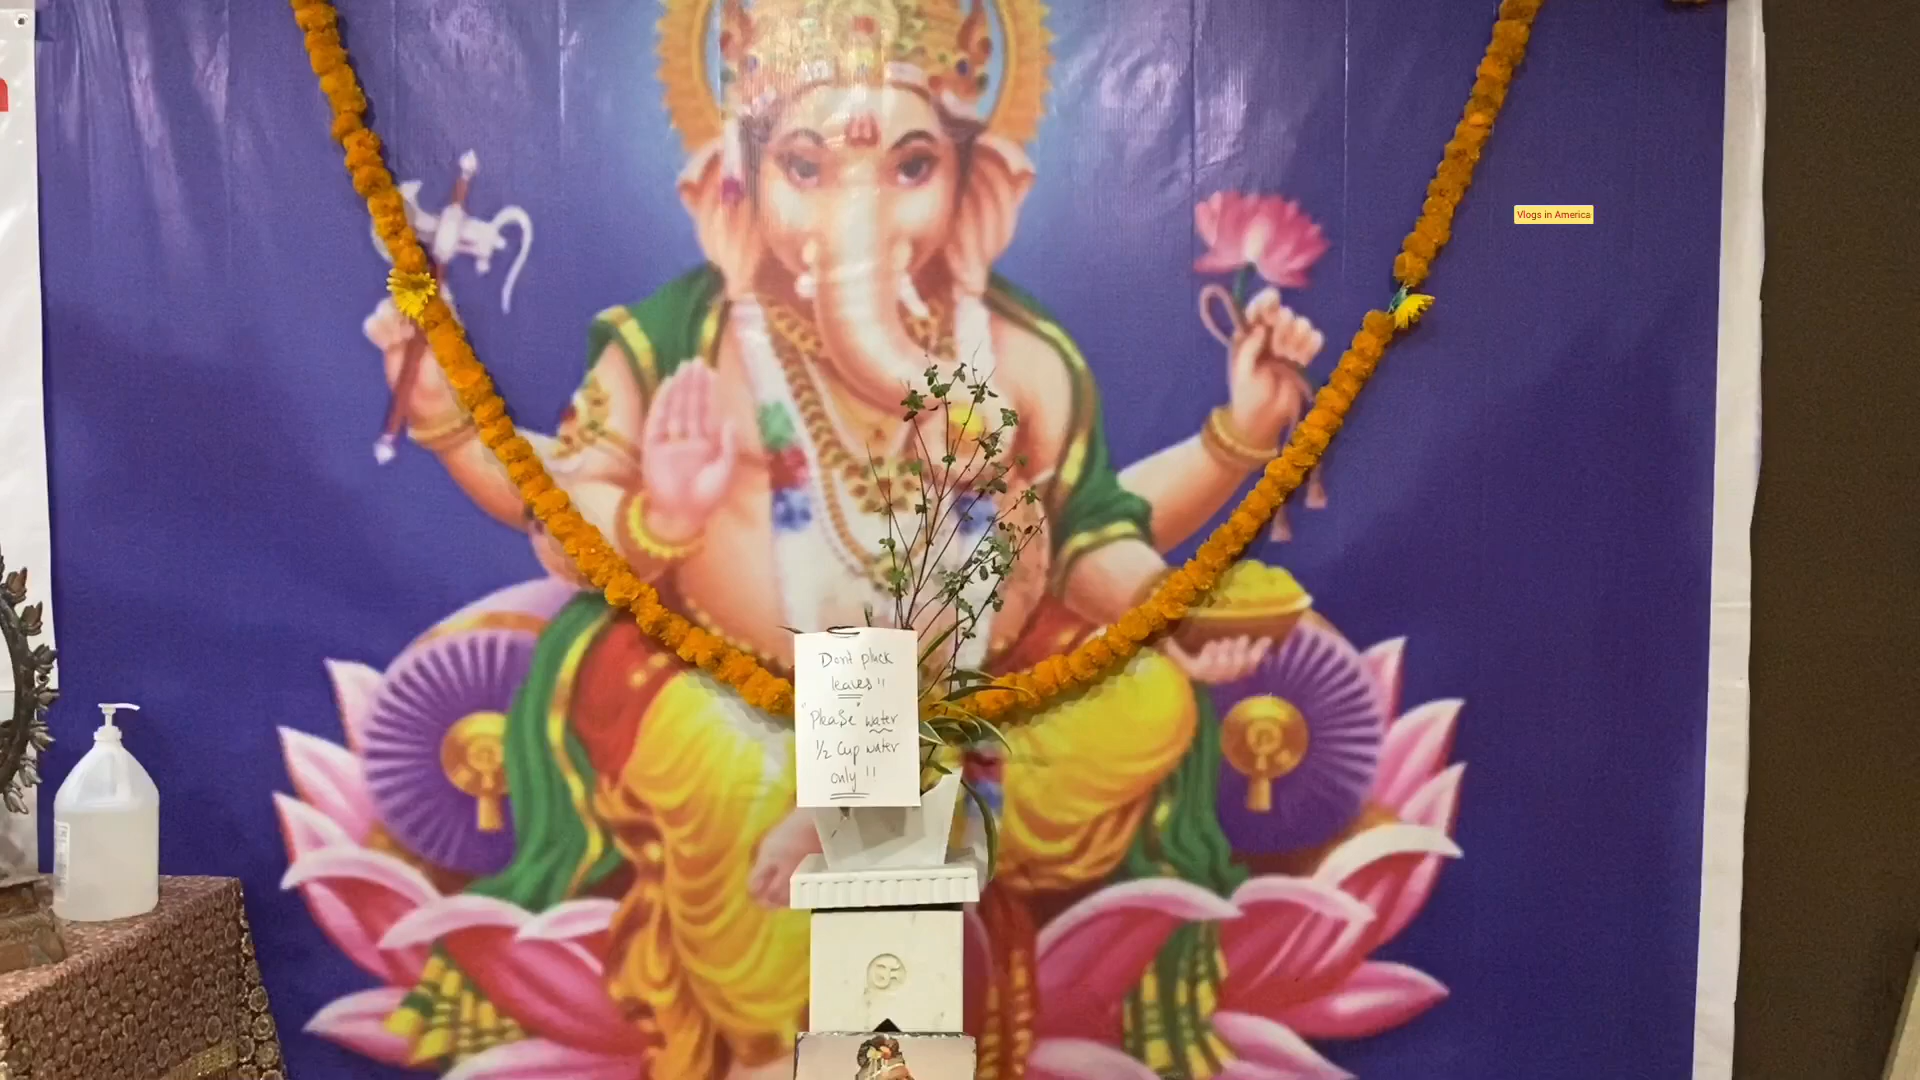 Vlogs in America
Dont pluck
leaves !!
"Please" water
1/2 Cup water
only !!